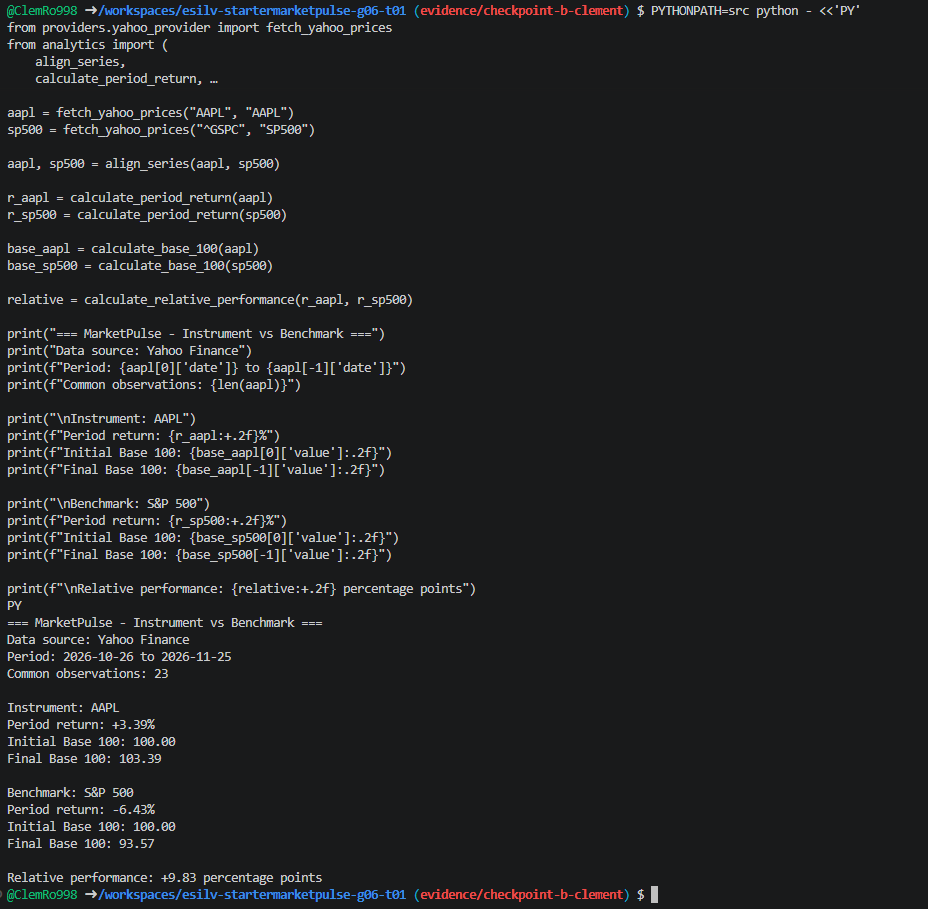 @ClemRo998 ➜/workspaces/esilv-startermarketpulse-g06-t01 (evidence/checkpoint-b-clement) $ PYTHONPATH=src python - <<'PY'
from providers.yahoo_provider import fetch_yahoo_prices
from analytics import (
    align_series,
    calculate_period_return, …

aapl = fetch_yahoo_prices("AAPL", "AAPL")
sp500 = fetch_yahoo_prices("^GSPC", "SP500")

aapl, sp500 = align_series(aapl, sp500)

r_aapl = calculate_period_return(aapl)
r_sp500 = calculate_period_return(sp500)

base_aapl = calculate_base_100(aapl)
base_sp500 = calculate_base_100(sp500)

relative = calculate_relative_performance(r_aapl, r_sp500)

print("=== MarketPulse - Instrument vs Benchmark ===")
print("Data source: Yahoo Finance")
print(f"Period: {aapl[0]['date']} to {aapl[-1]['date']}")
print(f"Common observations: {len(aapl)}")

print("\nInstrument: AAPL")
print(f"Period return: {r_aapl:+.2f}%")
print(f"Initial Base 100: {base_aapl[0]['value']:.2f}")
print(f"Final Base 100: {base_aapl[-1]['value']:.2f}")

print("\nBenchmark: S&P 500")
print(f"Period return: {r_sp500:+.2f}%")
print(f"Initial Base 100: {base_sp500[0]['value']:.2f}")
print(f"Final Base 100: {base_sp500[-1]['value']:.2f}")

print(f"\nRelative performance: {relative:+.2f} percentage points")
PY
=== MarketPulse - Instrument vs Benchmark ===
Data source: Yahoo Finance
Period: 2026-10-26 to 2026-11-25
Common observations: 23

Instrument: AAPL
Period return: +3.39%
Initial Base 100: 100.00
Final Base 100: 103.39

Benchmark: S&P 500
Period return: -6.43%
Initial Base 100: 100.00
Final Base 100: 93.57

Relative performance: +9.83 percentage points
@ClemRo998 ➜/workspaces/esilv-startermarketpulse-g06-t01 (evidence/checkpoint-b-clement) $